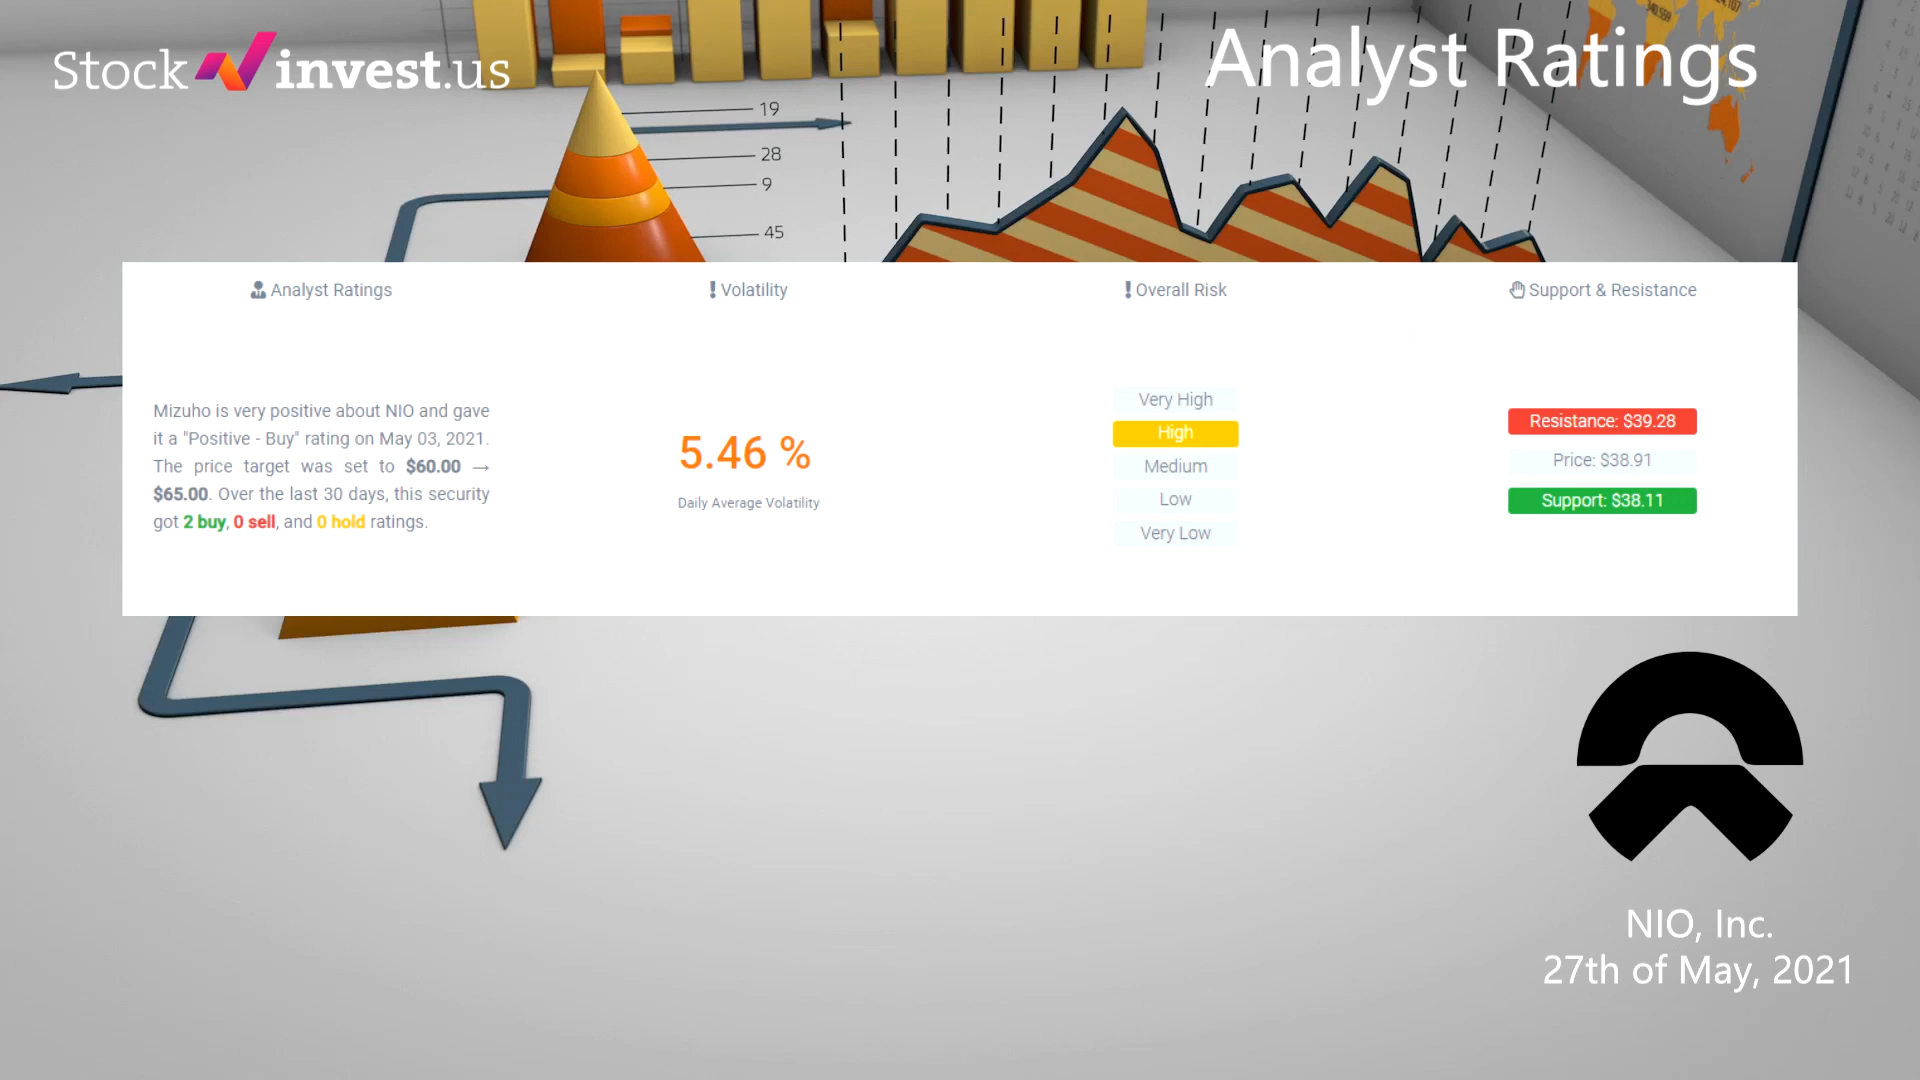 Stock invest.us
Analyst Ratings
19
28
9
45
Analyst Ratings
Mizuho is very positive about NIO and gave
it a "Positive - Buy" rating on May 03, 2021.
The price target was set to $60.00 →
$65.00. Over the last 30 days, this security
got 2 buy, 0 sell, and 0 hold ratings.
Volatility
5.46 %
Daily Average Volatility
Overall Risk
Very High
High
Medium
Low
Very Low
Support & Resistance
Resistance: $39.28
Price: $38.91
Support: $38.11
NIO, Inc.
27th of May, 2021